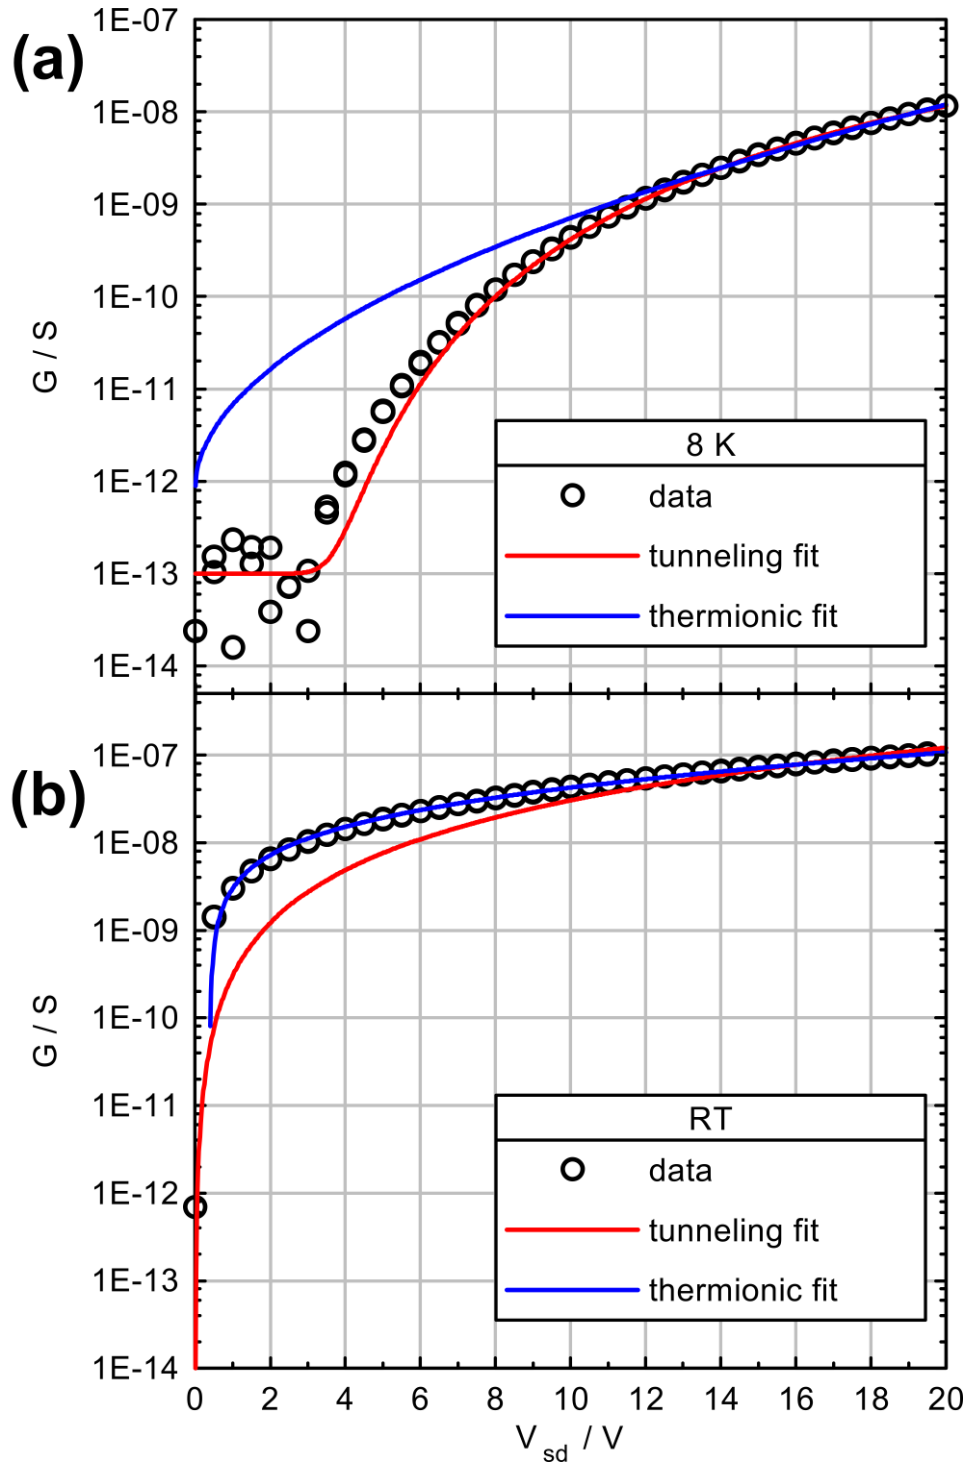 (a)
1E-07
1E-08
1E-09
1E-10
1E-11
1E-12
1E-13
1E-14
G / S
8 K
data
tunneling fit
thermionic fit
(b)
1E-07
1E-08
1E-09
1E-10
1E-11
1E-12
1E-13
1E-14
G / S
RT
data
tunneling fit
thermionic fit
0 2 4 6 8 10 12 14 16 18 20
V sd / V